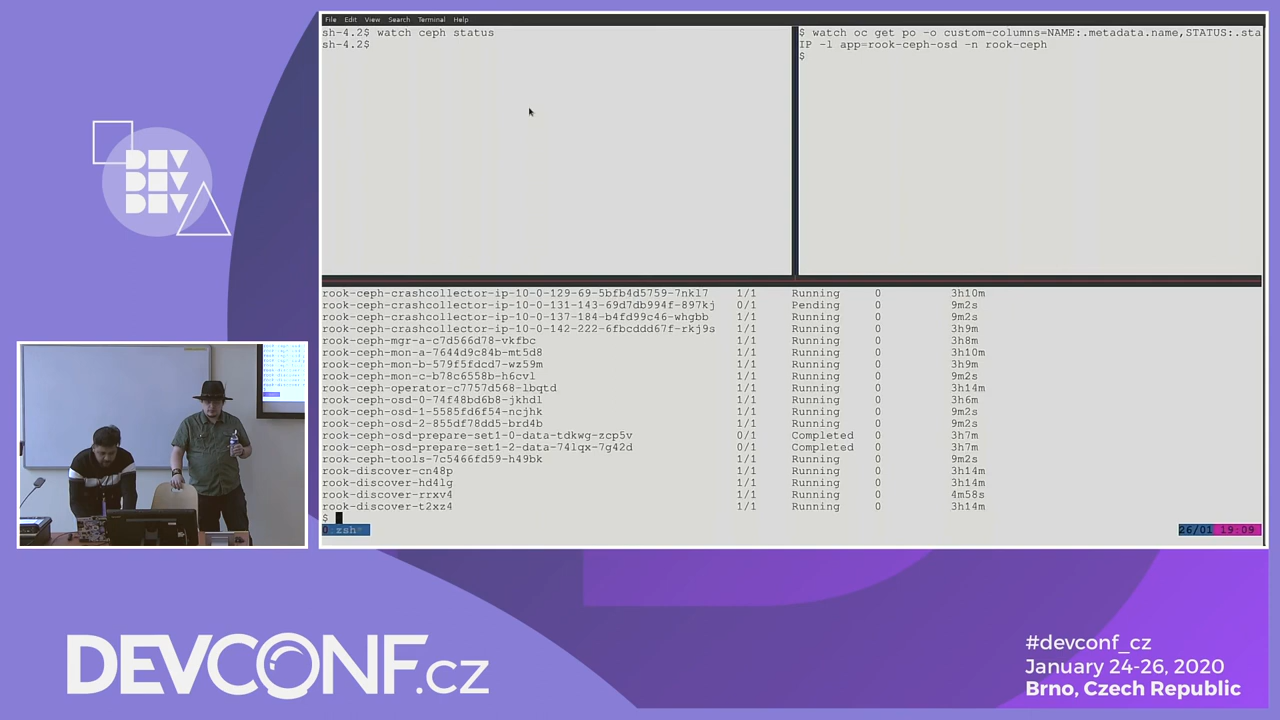 File Edit View Search Terminal Help
sh-4.2$ watch ceph status
sh-4.2$
$ watch oc get po -o custom-columns=NAME:.metadata.name,STATUS:.sta
IP -l app=rook-ceph-osd -n rook-ceph
$
rook-ceph-crashcollector-ip-10-0-129-69-5bfb4d5759-7nkl7 1/1 Running 0 3h10m
rook-ceph-crashcollector-ip-10-0-131-143-69d7db994f-897kj 0/1 Pending 0 9m2s
rook-ceph-crashcollector-ip-10-0-137-184-b4fd99c46-whgbb 1/1 Running 0 9m2s
rook-ceph-crashcollector-ip-10-0-142-222-6fbcddd67f-rkj9s 1/1 Running 0 3h9m
rook-ceph-mgr-a-c7d566d78-vkfbc 1/1 Running 0 3h8m
rook-ceph-mon-a-7644d9c84b-mt5d8 1/1 Running 0 3h10m
rook-ceph-mon-b-579f5fdcd7-wz59m 1/1 Running 0 3h9m
rook-ceph-mon-c-b78c6558b-h6cvl 1/1 Running 0 9m2s
rook-ceph-operator-c7757d568-lbqtd 1/1 Running 0 3h14m
rook-ceph-osd-0-74f48bd6b8-jkhdl 1/1 Running 0 3h6m
rook-ceph-osd-1-5585fd6f54-ncjhk 1/1 Running 0 9m2s
rook-ceph-osd-2-855df78dd5-brd4b 1/1 Running 0 9m2s
rook-ceph-osd-prepare-set1-0-data-tdkwg-zcp5v 0/1 Completed 0 3h7m
rook-ceph-osd-prepare-set1-2-data-74lqx-7g42d 0/1 Completed 0 3h7m
rook-ceph-tools-7c5466fd59-h49bk 1/1 Running 0 9m2s
rook-discover-cn48p 1/1 Running 0 3h14m
rook-discover-hd4lg 1/1 Running 0 3h14m
rook-discover-rrxv4 1/1 Running 0 4m58s
rook-discover-t2xz4 1/1 Running 0 3h14m
$
0 zsh* 26/01 19:09
DEV
DEV
DEV
DEVCONF.cz
#devconf_cz
January 24-26, 2020
Brno, Czech Republic